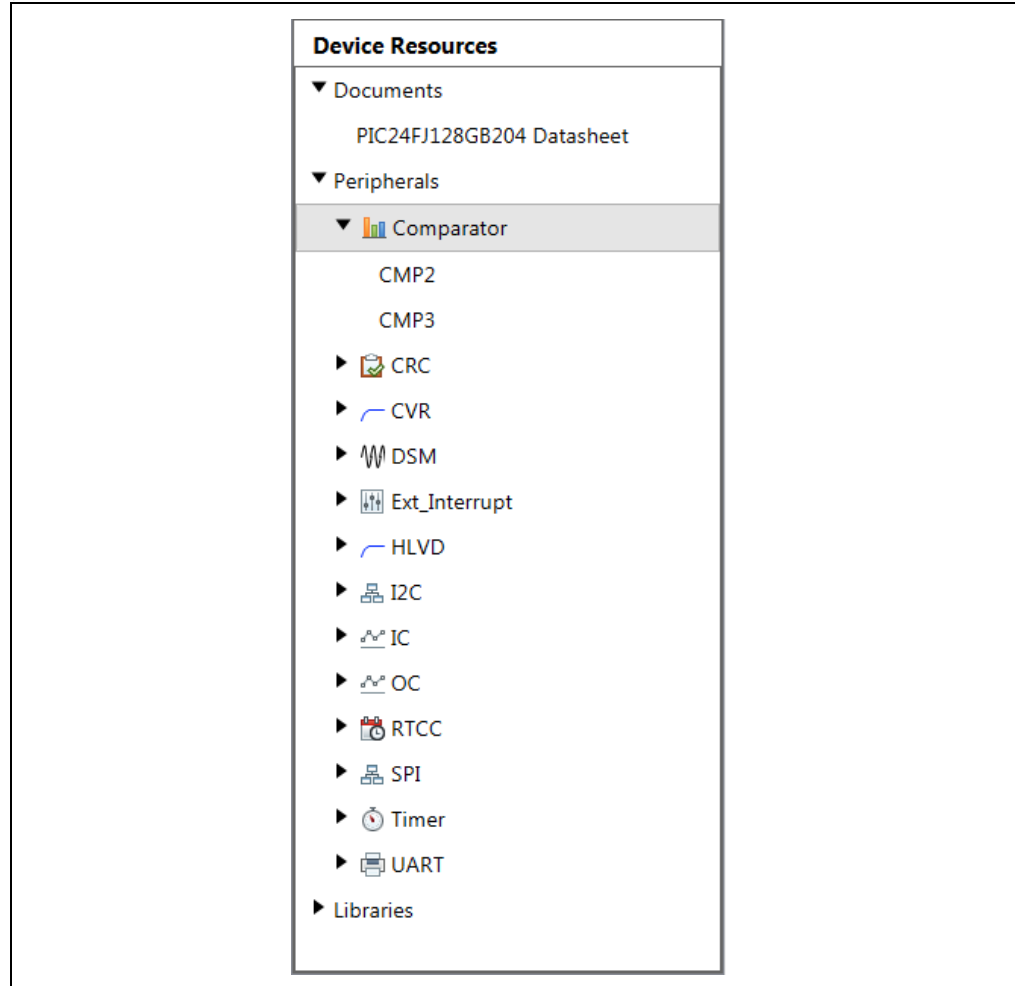 Device Resources
Documents
PIC24FJ128GB204 Datasheet
Peripherals
Comparator
CMP2
CMP3
CRC
CVR
DSM
Ext_Interrupt
HLVD
I2C
IC
OC
RTCC
SPI
Timer
UART
Libraries